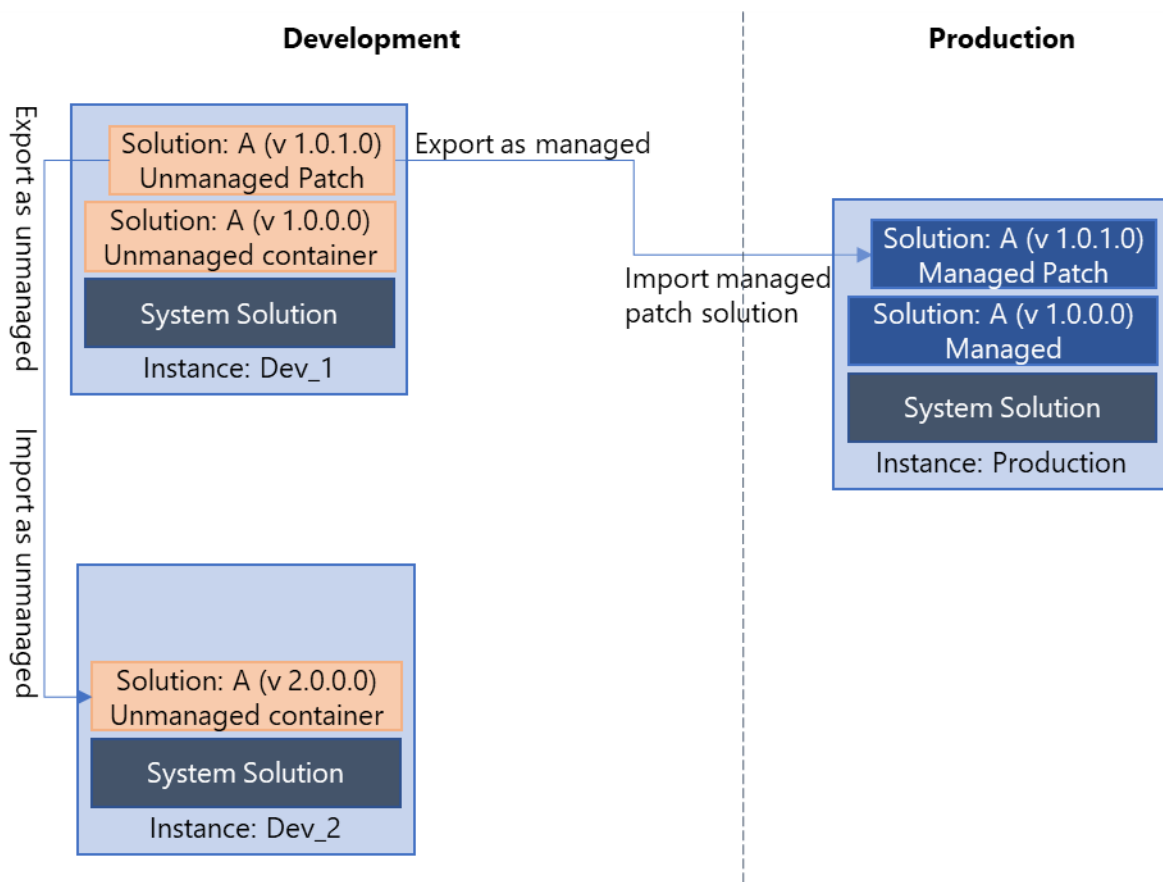 Development
Production
Export as unmanaged
Import as unmanaged
Solution: A (v 1.0.1.0)
Unmanaged Patch
Solution: A (v 1.0.0.0)
Unmanaged container
System Solution
Instance: Dev_1
Export as managed
Import managed
patch solution
Solution: A (v 1.0.1.0)
Managed Patch
Solution: A (v 1.0.0.0)
Managed
System Solution
Instance: Production
Solution: A (v 2.0.0.0)
Unmanaged container
System Solution
Instance: Dev_2